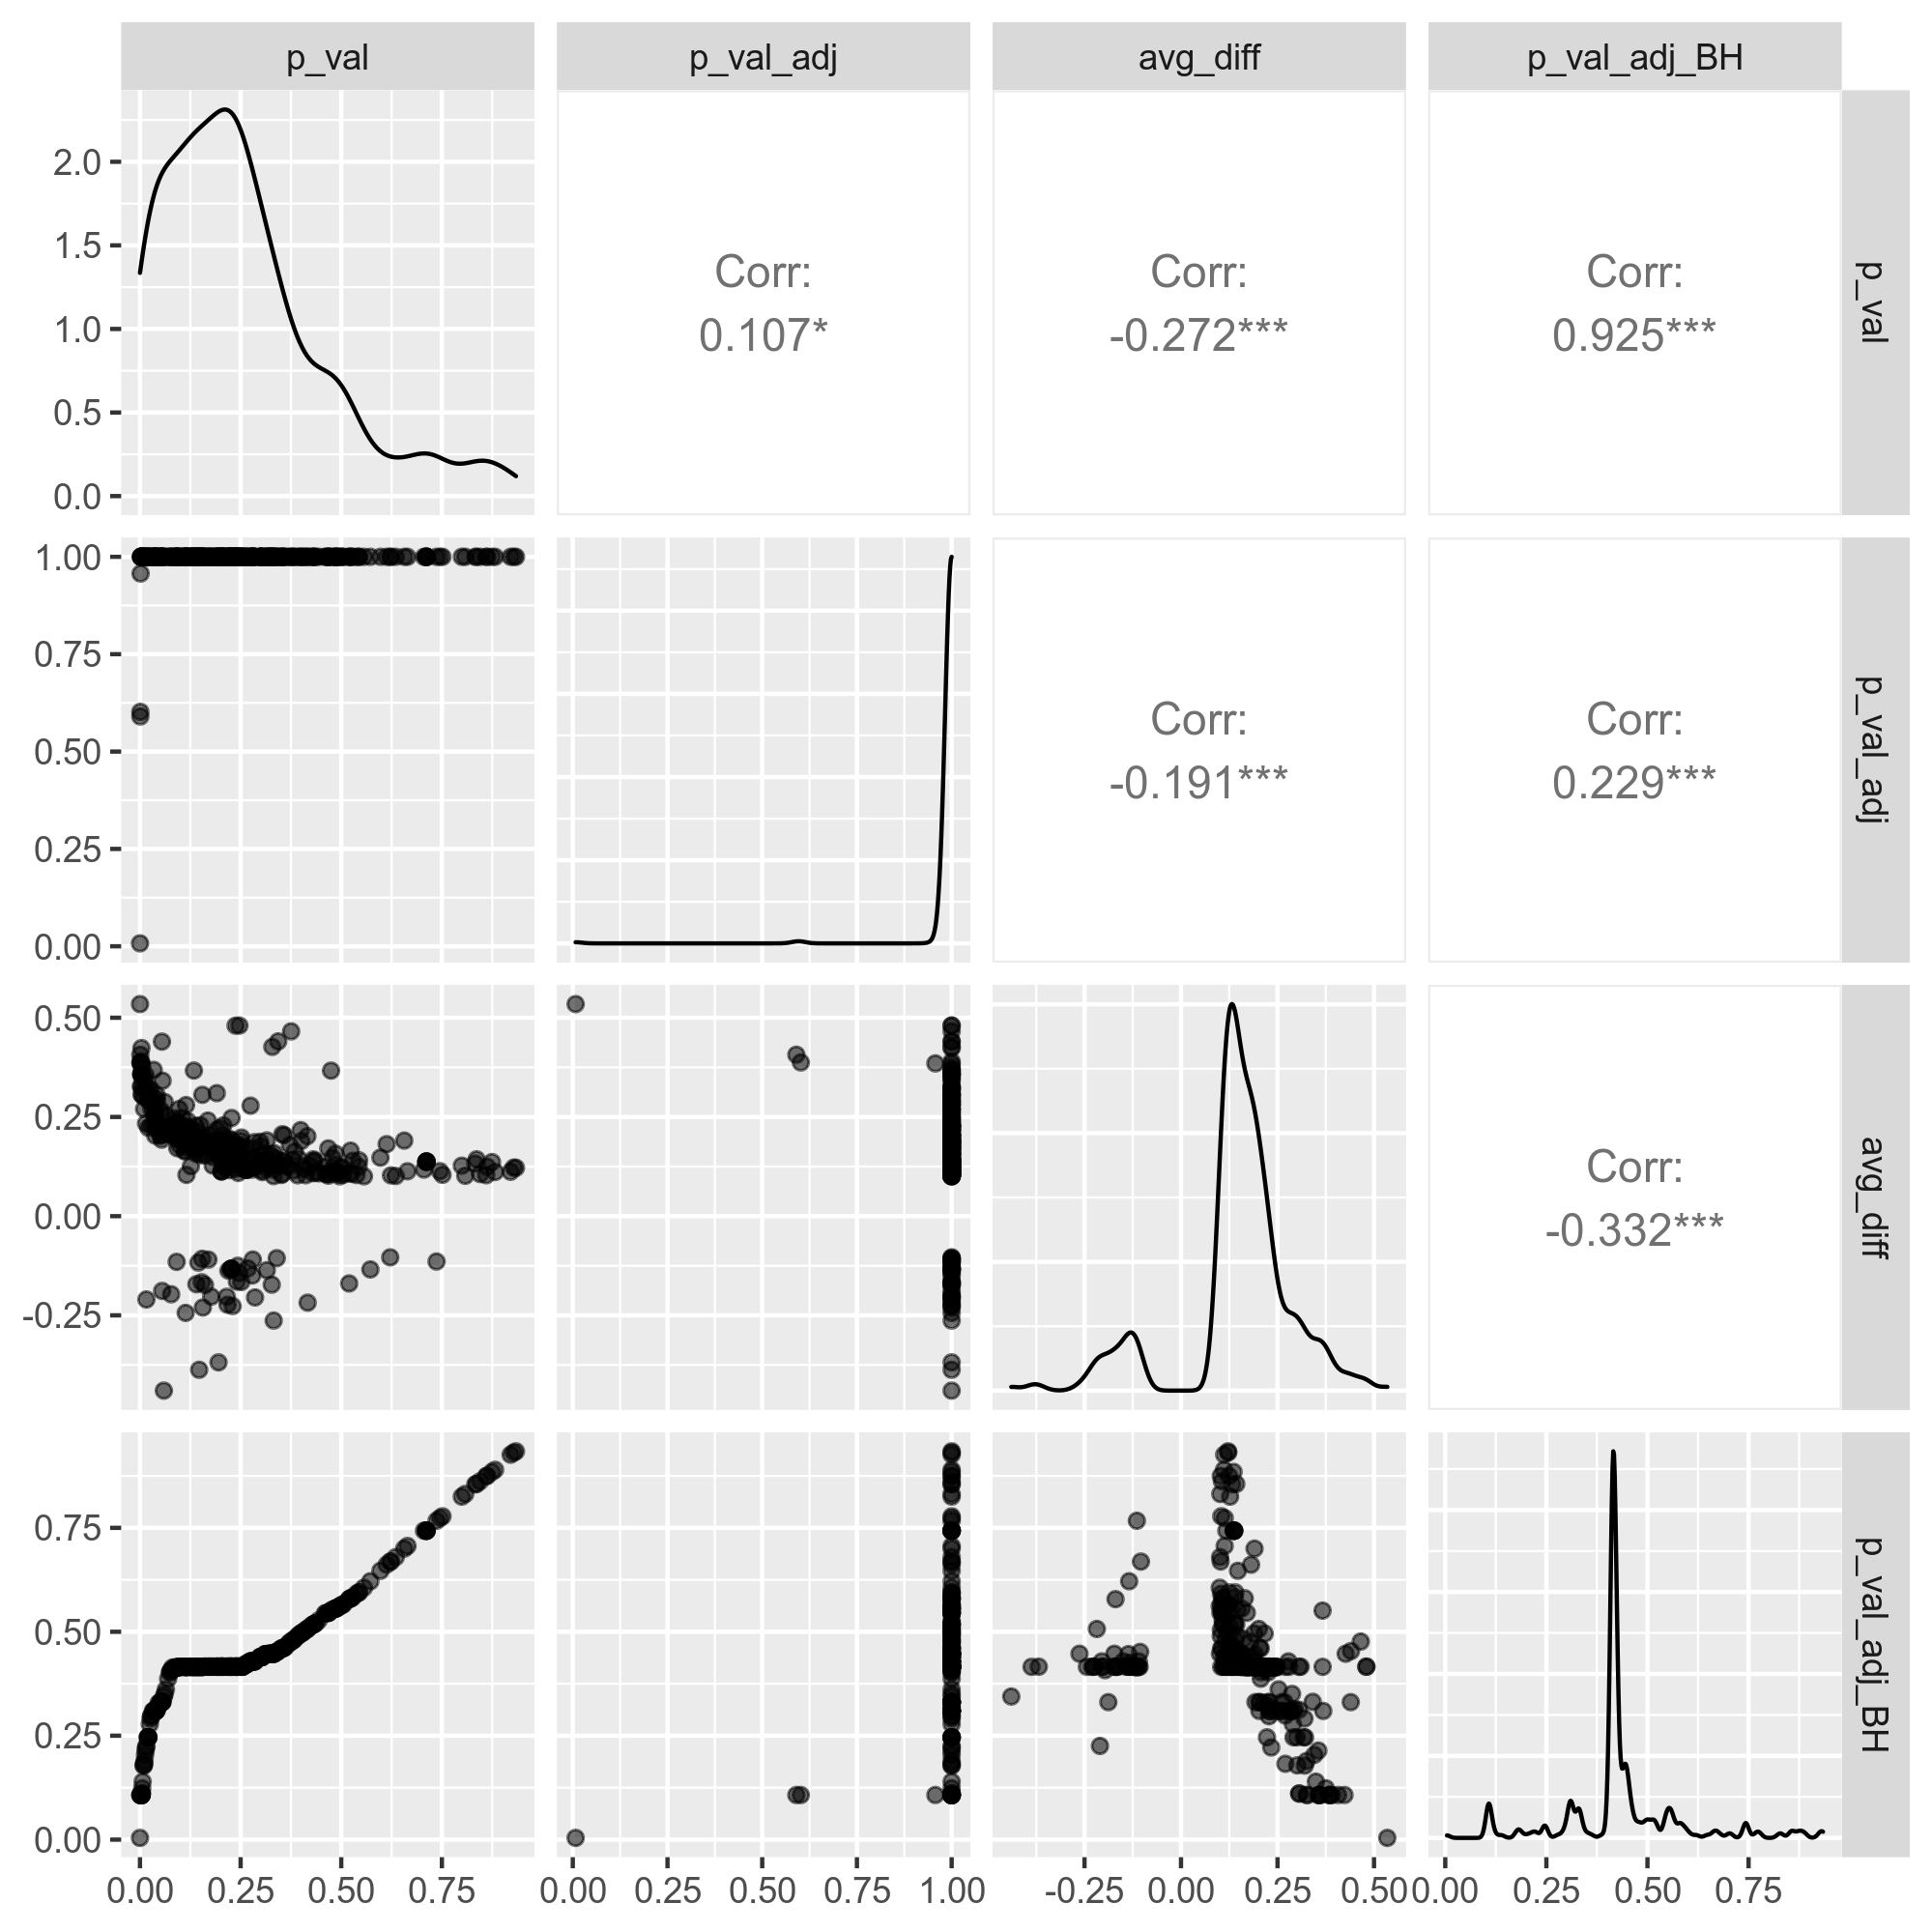 p_val
p_val_adj
avg_diff
p_val_adj_BH
2.0
1.5
1.0
0.5
0.0
Corr:
0.107*
Corr:
-0.272***
Corr:
0.925***
p_val
1.00
0.75
0.50
0.25
0.00
Corr:
-0.191***
Corr:
0.229***
p_val_adj
0.50
0.25
0.00
-0.25
Corr:
-0.332***
avg_diff
0.75
0.50
0.25
0.00
p_val_adj_BH
0.00 0.25 0.50 0.75
0.00 0.25 0.50 0.75 1.00
-0.25 0.00 0.25 0.50
0.00 0.25 0.50 0.75